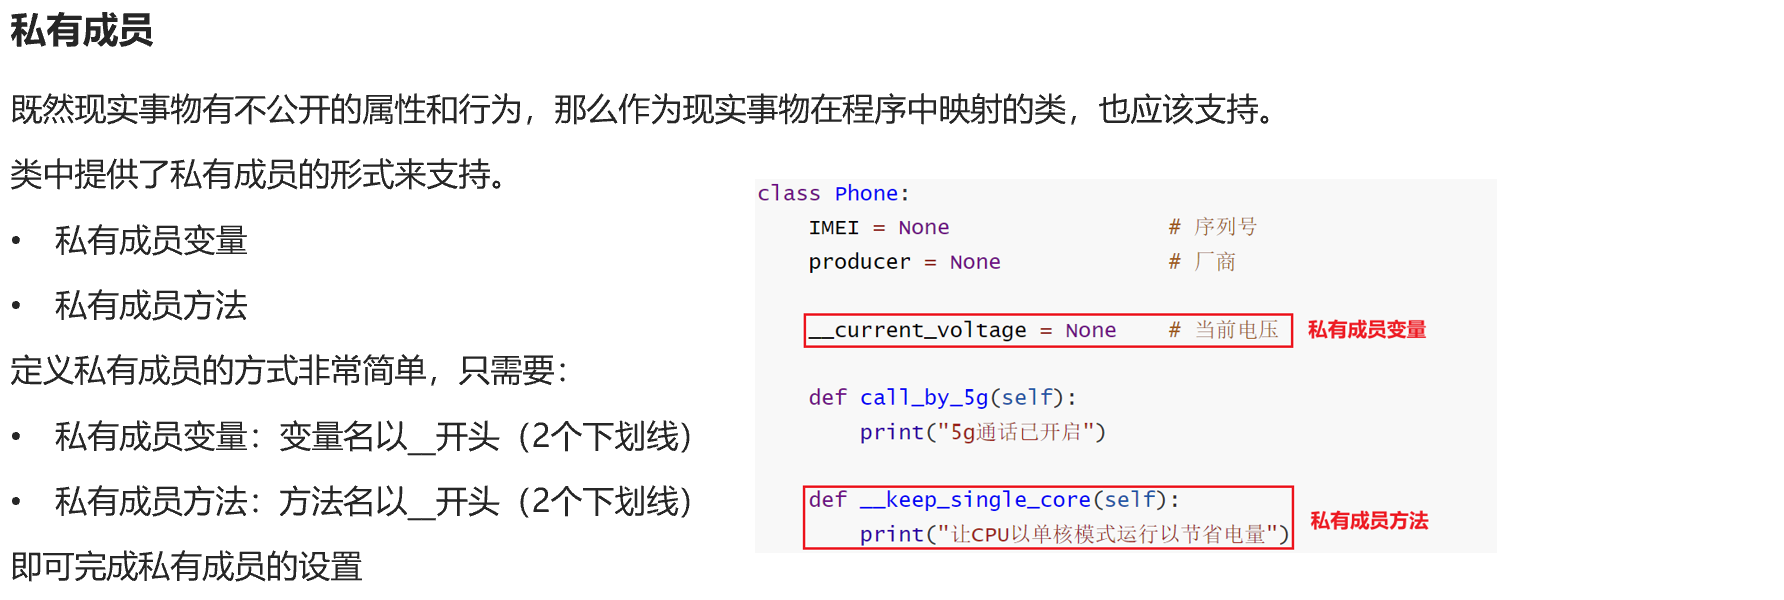 私有成员
既然现实事物有不公开的属性和行为，那么作为现实事物在程序中映射的类，也应该支持。
类中提供了私有成员的形式来支持。
• 私有成员变量
• 私有成员方法
定义私有成员的方式非常简单，只需要：
• 私有成员变量：变量名以__开头（2个下划线）
• 私有成员方法：方法名以__开头（2个下划线）
即可完成私有成员的设置
class Phone:
    IMEI = None                 # 序列号
    producer = None             # 厂商
    __current_voltage = None    # 当前电压
私有成员变量
    def call_by_5g(self):
        print("5g通话已开启")
    def __keep_single_core(self):
        print("让CPU以单核模式运行以节省电量")
私有成员方法